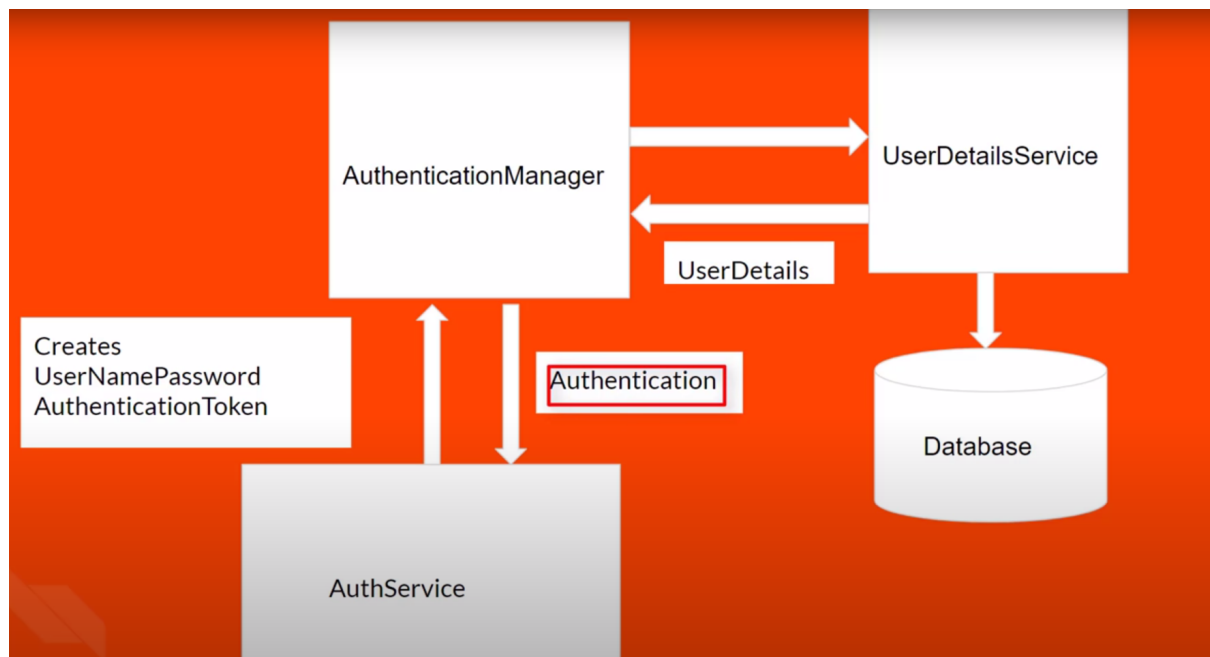 AuthenticationManager
UserDetailsService
UserDetails
Creates
UserNamePassword
AuthenticationToken
Authentication
Database
AuthService